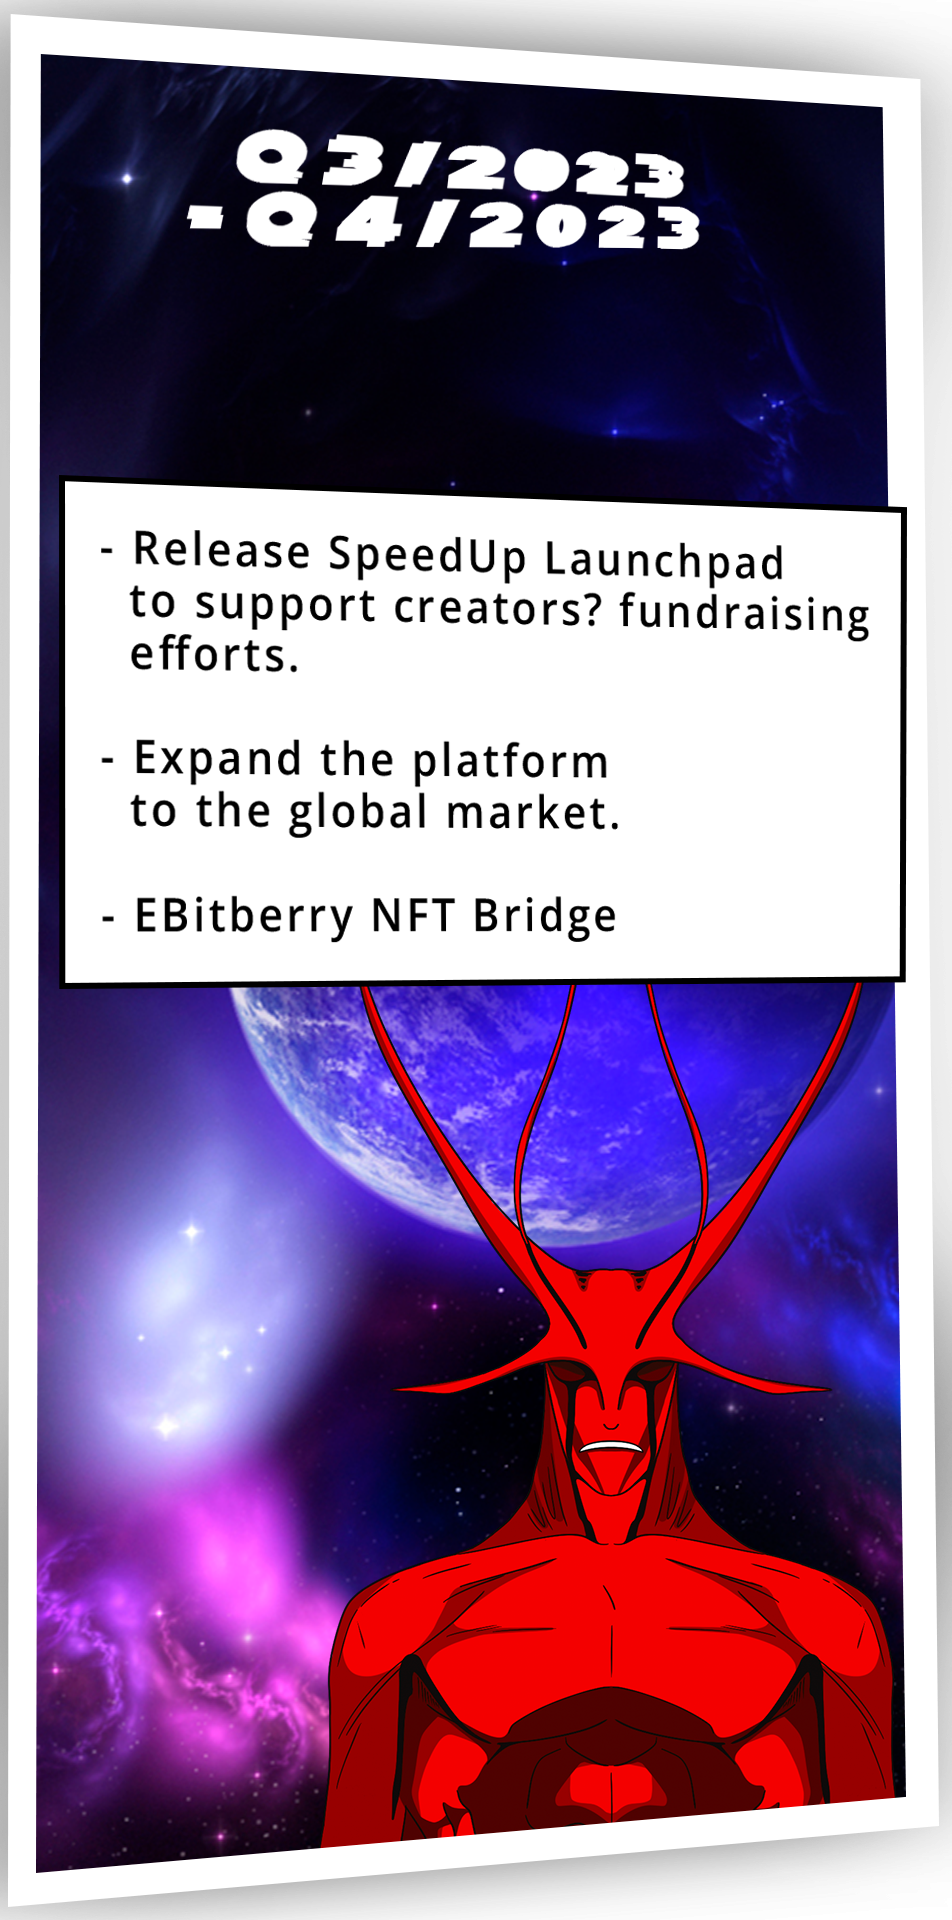 Q3/2023
-Q4/2023
- Release SpeedUp Launchpad
to support creators? fundraising
efforts.
- Expand the platform
to the global market.
- EBitberry NFT Bridge